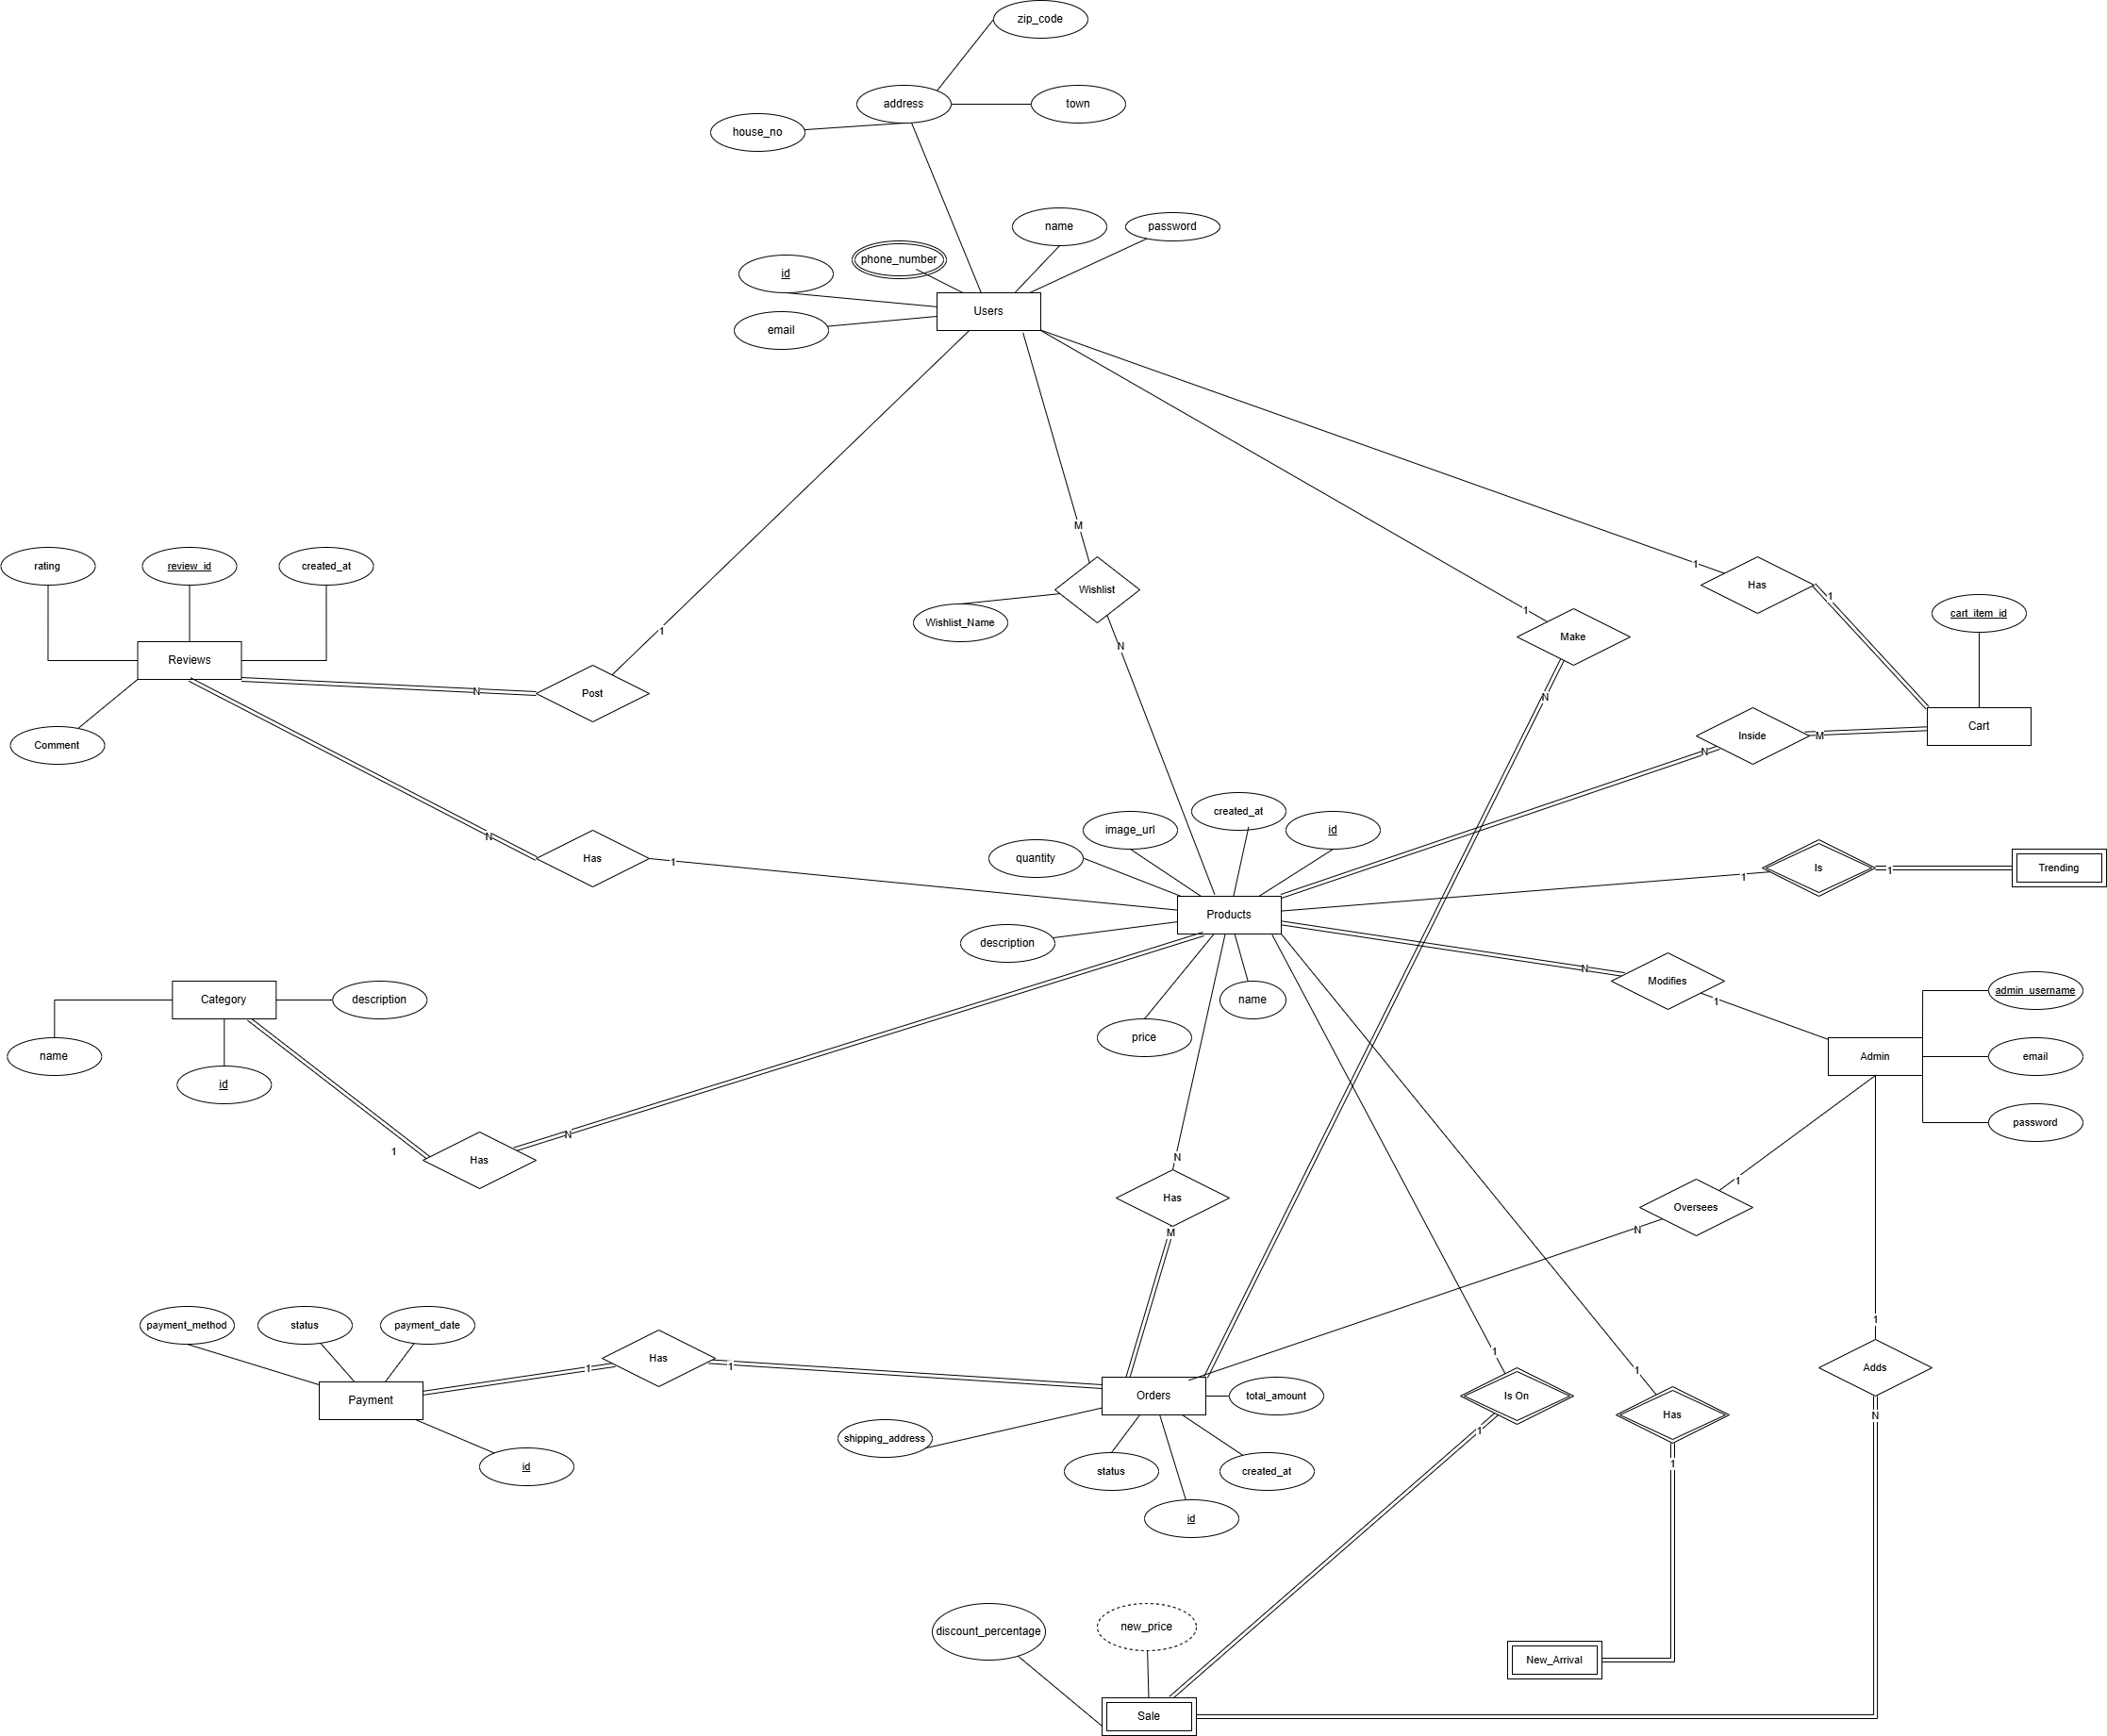 zip_code
address
town
house_no
name
password
phone_number
id
Users
email
M
1
1
rating
review_id
created_at
Has
Wishlist
1
1
cart_item_id
Wishlist_Name
Make
1
N
Reviews
N
Post
N
Cart
Inside
M
Comment
N
created_at
image_url
id
N
quantity
Has
1
Is
1
Trending
1
Products
description
N
Modifies
admin_username
Category
description
name
1
price
name
Admin
email
id
password
N
1
Has
N
1
Has
Oversees
M
N
payment_method
status
payment_date
1
Has
1
1
1
1
Adds
Payment
Orders
total_amount
Is On
Has
N
shipping_address
1
id
status
created_at
1
id
discount_percentage
new_price
New_Arrival
Sale